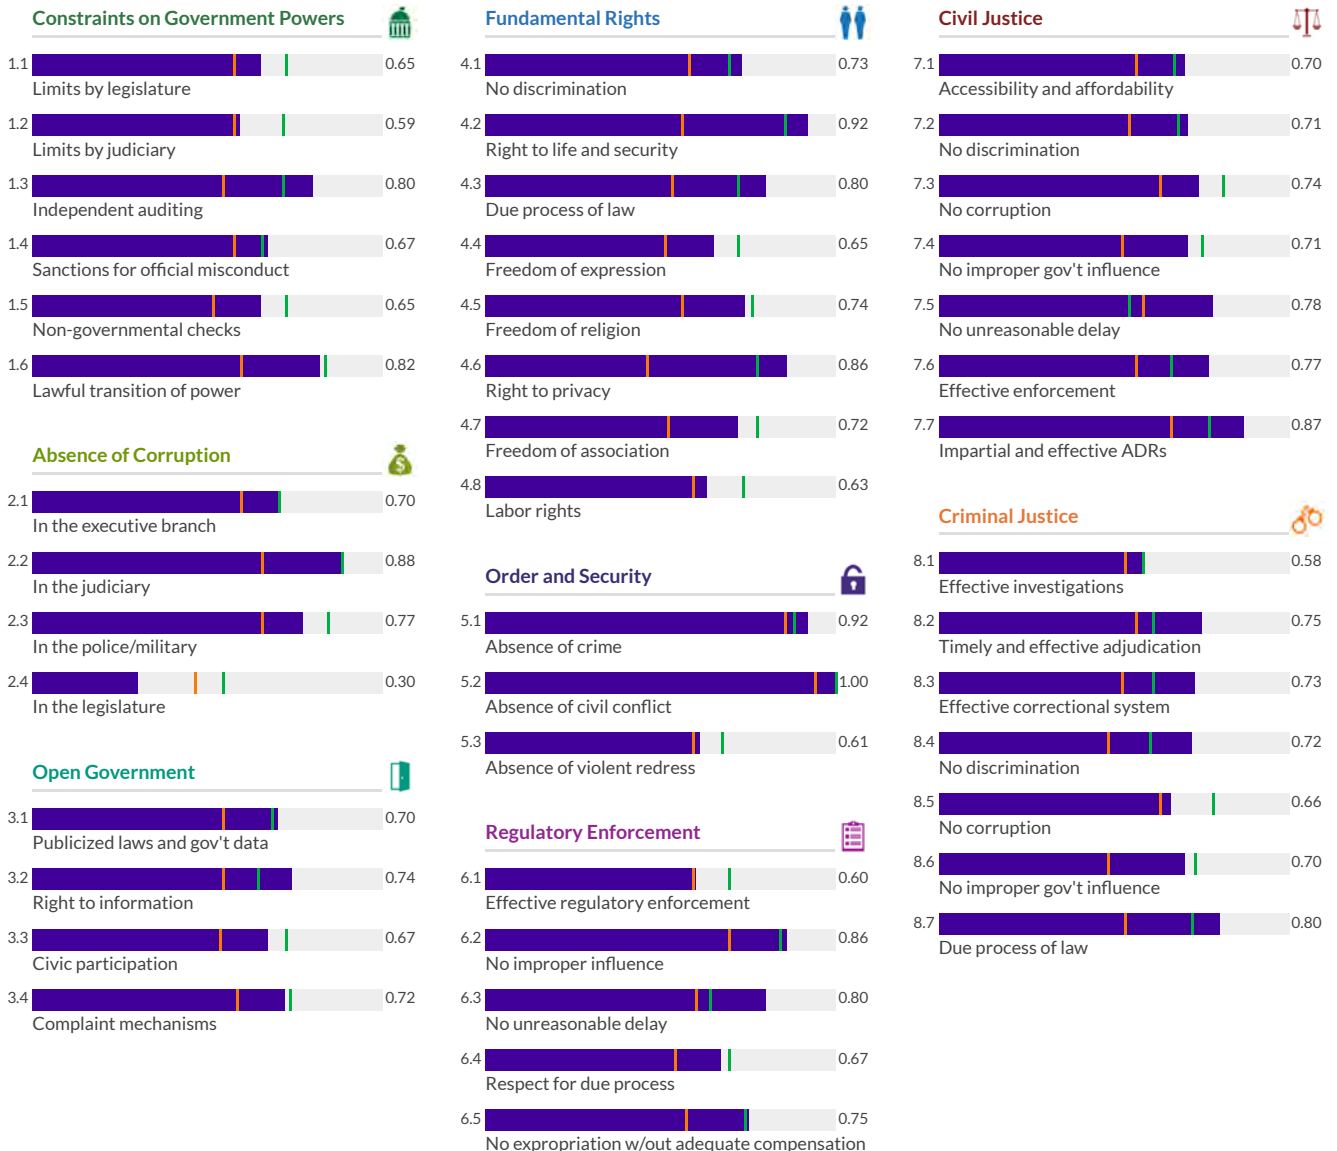 Constraints on Government Powers
1.1 0.65
Limits by legislature
1.2 0.59
Limits by judiciary
1.3 0.80
Independent auditing
1.4 0.67
Sanctions for official misconduct
1.5 0.65
Non-governmental checks
1.6 0.82
Lawful transition of power
Absence of Corruption
$
2.1 0.70
In the executive branch
2.2 0.88
In the judiciary
2.3 0.77
In the police/military
2.4 0.30
In the legislature
Open Government
3.1 0.70
Publicized laws and gov't data
3.2 0.74
Right to information
3.3 0.67
Civic participation
3.4 0.72
Complaint mechanisms
Fundamental Rights
4.1 0.73
No discrimination
4.2 0.92
Right to life and security
4.3 0.80
Due process of law
4.4 0.65
Freedom of expression
4.5 0.74
Freedom of religion
4.6 0.86
Right to privacy
4.7 0.72
Freedom of association
4.8 0.63
Labor rights
Order and Security
5.1 0.92
Absence of crime
5.2 1.00
Absence of civil conflict
5.3 0.61
Absence of violent redress
Regulatory Enforcement
6.1 0.60
Effective regulatory enforcement
6.2 0.86
No improper influence
6.3 0.80
No unreasonable delay
6.4 0.67
Respect for due process
6.5 0.75
No expropriation w/out adequate compensation
Civil Justice
7.1 0.70
Accessibility and affordability
7.2 0.71
No discrimination
7.3 0.74
No corruption
7.4 0.71
No improper gov't influence
7.5 0.78
No unreasonable delay
7.6 0.77
Effective enforcement
7.7 0.87
Impartial and effective ADRs
Criminal Justice
8.1 0.58
Effective investigations
8.2 0.75
Timely and effective adjudication
8.3 0.73
Effective correctional system
8.4 0.72
No discrimination
8.5 0.66
No corruption
8.6 0.70
No improper gov't influence
8.7 0.80
Due process of law